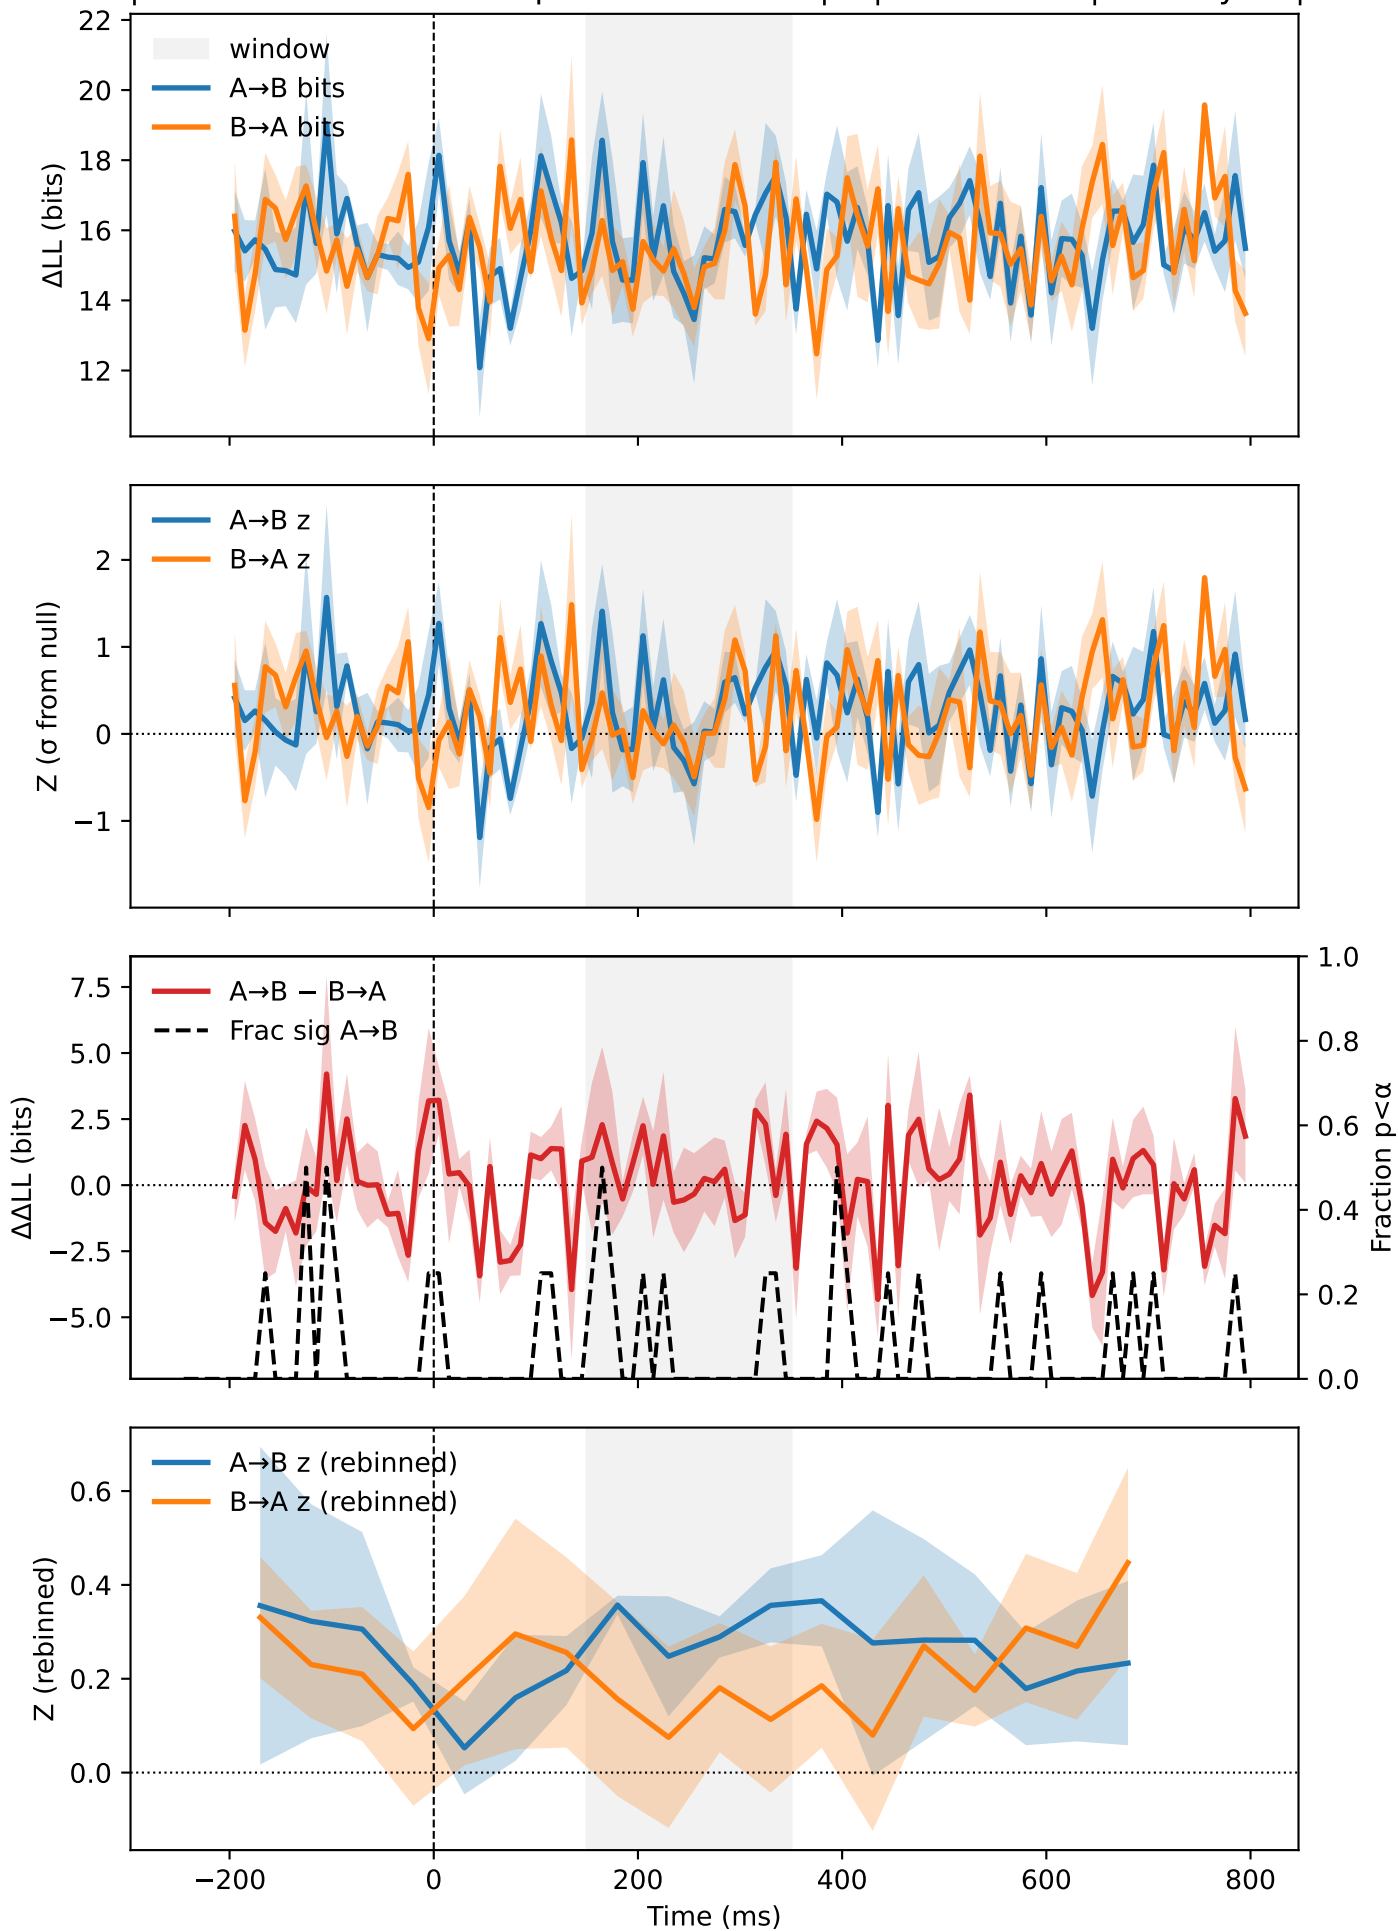 22
window
A→B bits
B→A bits
20
18
16
14
12
ΔLL (bits)
A→B z
B→A z
2
1
0
−1
Z (σ from null)
A→B − B→A
Frac sig A→B
7.5
5.0
2.5
0.0
−2.5
−5.0
ΔΔLL (bits)
1.0
0.8
0.6
0.4
0.2
0.0
Fraction p<α
A→B z (rebinned)
B→A z (rebinned)
0.6
0.4
0.2
0.0
Z (rebinned)
−200
0
200
400
600
800
Time (ms)